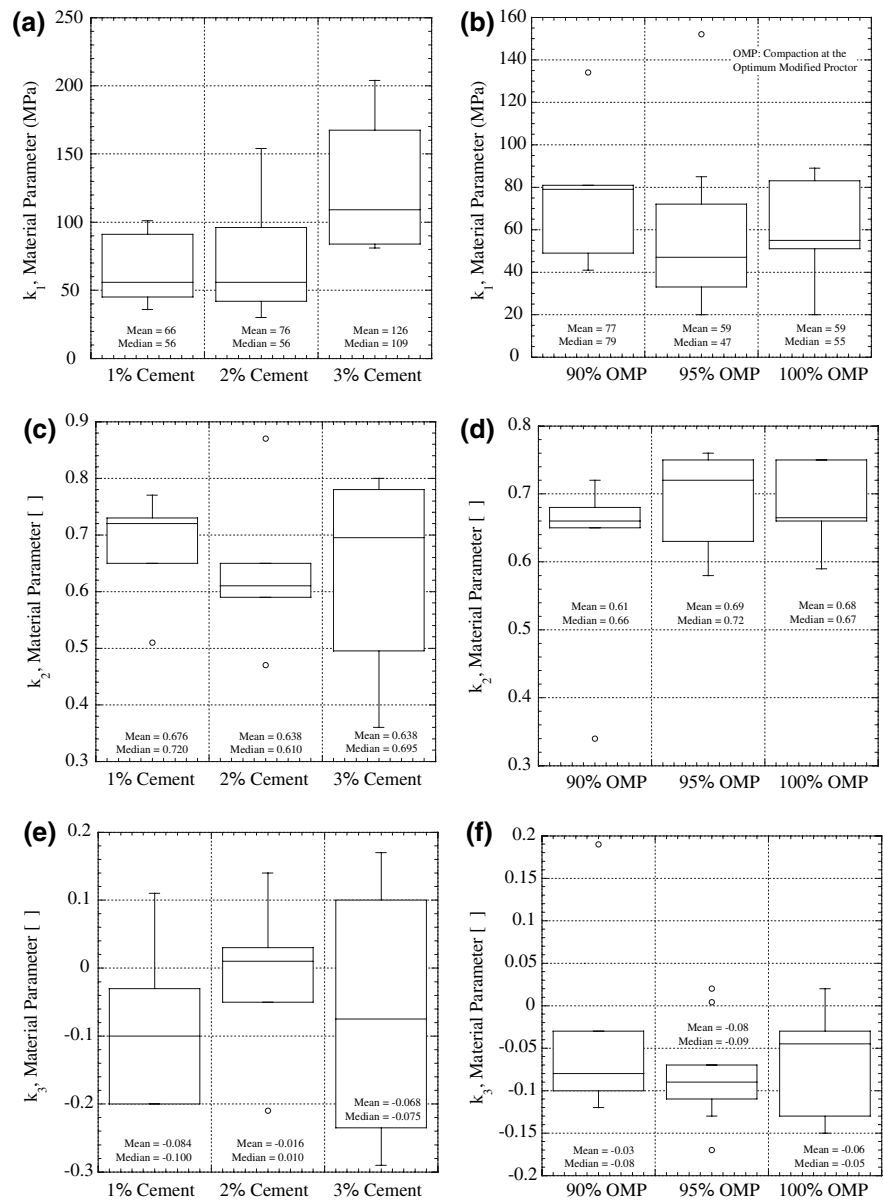 (a)
250
200
150
100
50
0
k1, Material Parameter (MPa)
Mean = 66
Median = 56
Mean = 76
Median = 56
Mean = 126
Median = 109
1% Cement
2% Cement
3% Cement
(b)
160
140
120
100
80
60
40
20
0
k1, Material Parameter (MPa)
OMP: Compaction at the
Optimum Modified Proctor
Mean = 77
Median = 79
Mean = 59
Median = 47
Mean = 59
Median = 55
90% OMP
95% OMP
100% OMP
(c)
0.9
0.8
0.7
0.6
0.5
0.4
0.3
k2, Material Parameter [ ]
Mean = 0.676
Median = 0.720
Mean = 0.638
Median = 0.610
Mean = 0.638
Median = 0.695
1% Cement
2% Cement
3% Cement
(d)
0.8
0.7
0.6
0.5
0.4
0.3
k2, Material Parameter [ ]
Mean = 0.61
Median = 0.66
Mean = 0.69
Median = 0.72
Mean = 0.68
Median = 0.67
90% OMP
95% OMP
100% OMP
(e)
0.2
0.1
0
-0.1
-0.2
-0.3
k3, Material Parameter [ ]
Mean = -0.084
Median = -0.100
Mean = -0.016
Median = 0.010
Mean = -0.068
Median = -0.075
1% Cement
2% Cement
3% Cement
(f)
0.2
0.15
0.1
0.05
0
-0.05
-0.1
-0.15
-0.2
k3, Material Parameter [ ]
Mean = -0.03
Median = -0.08
Mean = -0.08
Median = -0.09
Mean = -0.06
Median = -0.05
90% OMP
95% OMP
100% OMP